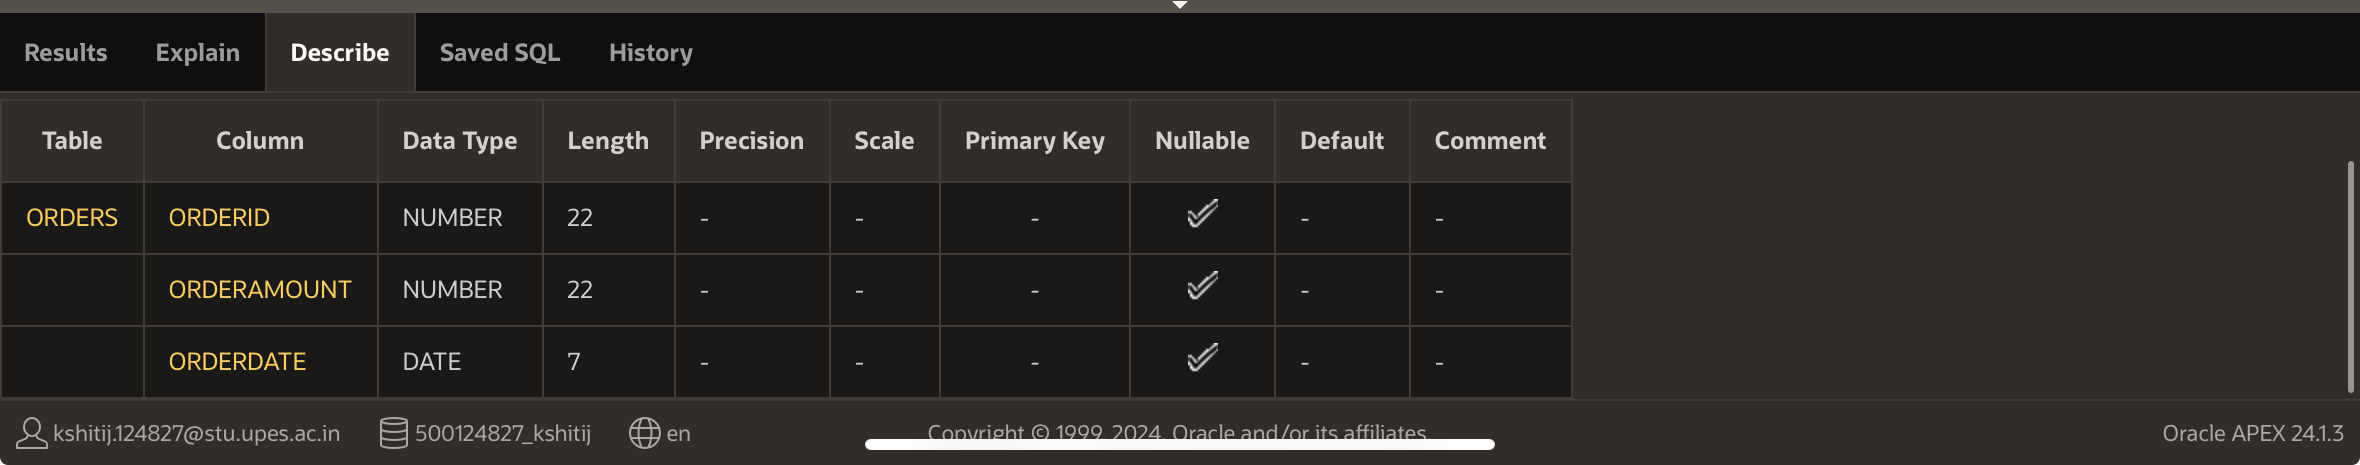 Results Explain Describe Saved SQL History
Table Column Data Type Length Precision Scale Primary Key Nullable Default Comment
ORDERS ORDERID NUMBER 22 - - - - -
ORDERAMOUNT NUMBER 22 - - - - -
ORDERDATE DATE 7 - - - - -
kshitij.124827@stu.upes.ac.in 500124827_kshitij en Copyright © 1999, 2024, Oracle and/or its affiliates. Oracle APEX 24.1.3